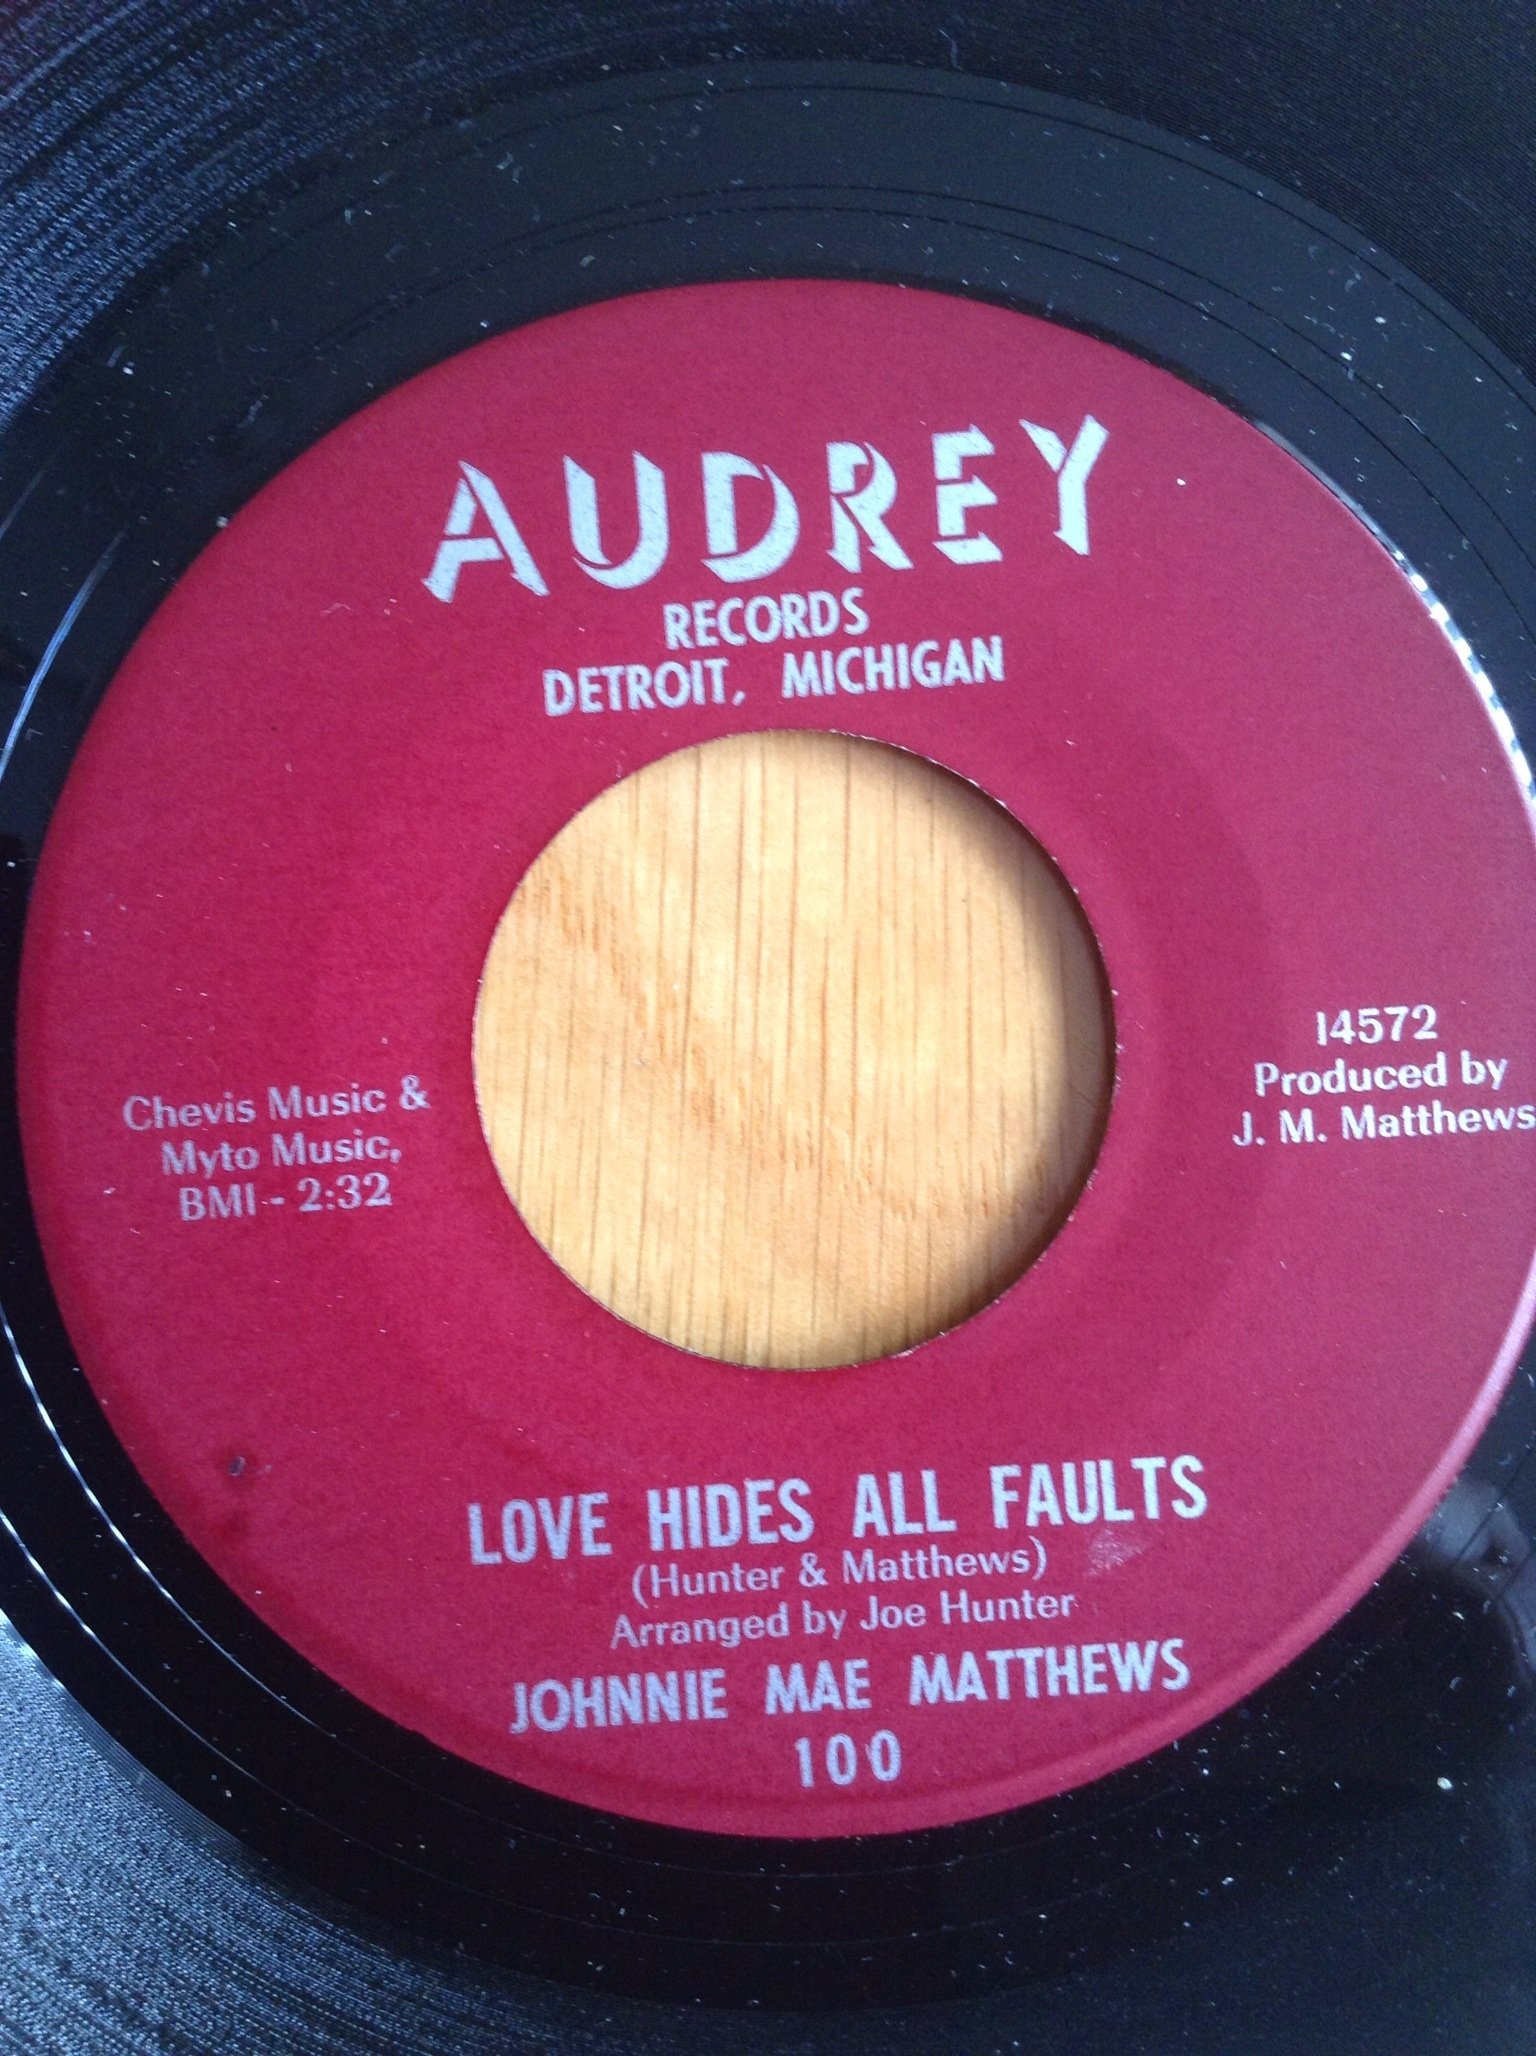 AUDREY
RECORDS
DETROIT, MICHIGAN
Chevis Music &
Myto Music,
BMI - 2:32
14572
Produced by
J. M. Matthews
LOVE HIDES ALL FAULTS
(Hunter & Matthews)
Arranged by Joe Hunter
JOHNNIE MAE MATTHEWS
100